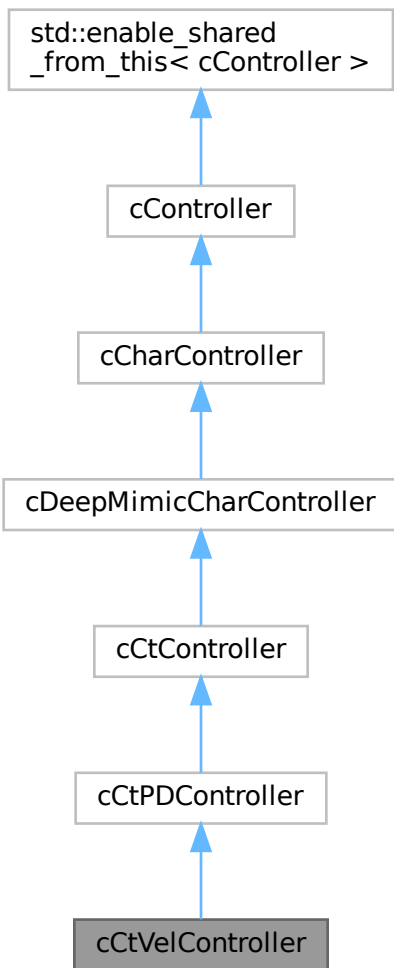 std::enable_shared
_from_this< cController >
cController
cCharController
cDeepMimicCharController
cCtController
cCtPDController
cCtVelController